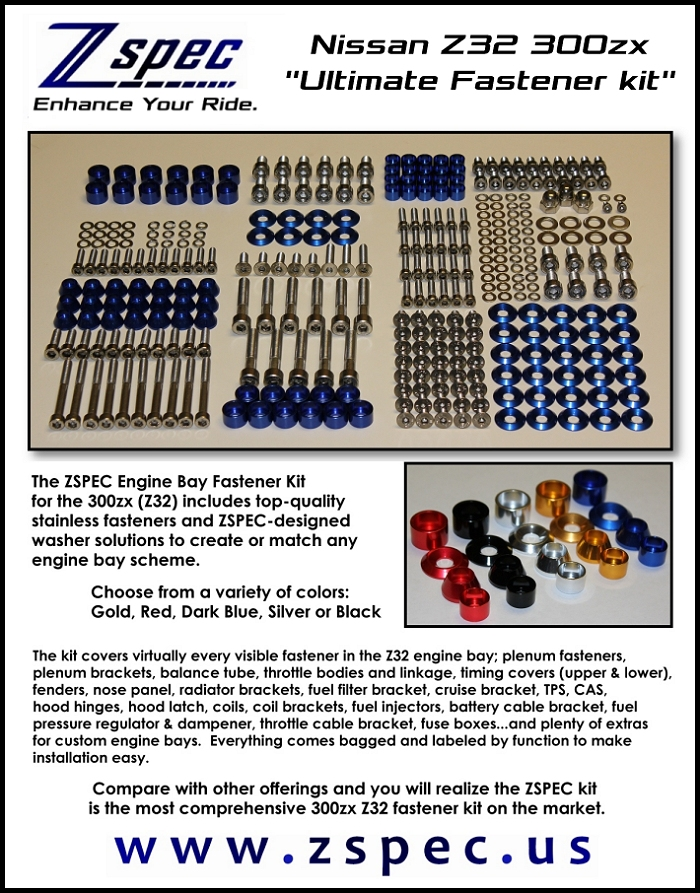 Zspec
Enhance Your Ride.
Nissan Z32 300zx
"Ultimate Fastener kit"
The ZSPEC Engine Bay Fastener Kit
for the 300zx (Z32) includes top-quality
stainless fasteners and ZSPEC-designed
washer solutions to create or match any
engine bay scheme.
Choose from a variety of colors:
Gold, Red, Dark Blue, Silver or Black
The kit covers virtually every visible fastener in the Z32 engine bay; plenum fasteners,
plenum brackets, balance tube, throttle bodies and linkage, timing covers (upper & lower),
fenders, nose panel, radiator brackets, fuel filter bracket, cruise bracket, TPS, CAS,
hood hinges, hood latch, coils, coil brackets, fuel injectors, battery cable bracket, fuel
pressure regulator & dampener, throttle cable bracket, fuse boxes...and plenty of extras
for custom engine bays.  Everything comes bagged and labeled by function to make
installation easy.
Compare with other offerings and you will realize the ZSPEC kit
is the most comprehensive 300zx Z32 fastener kit on the market.
www.zspec.us